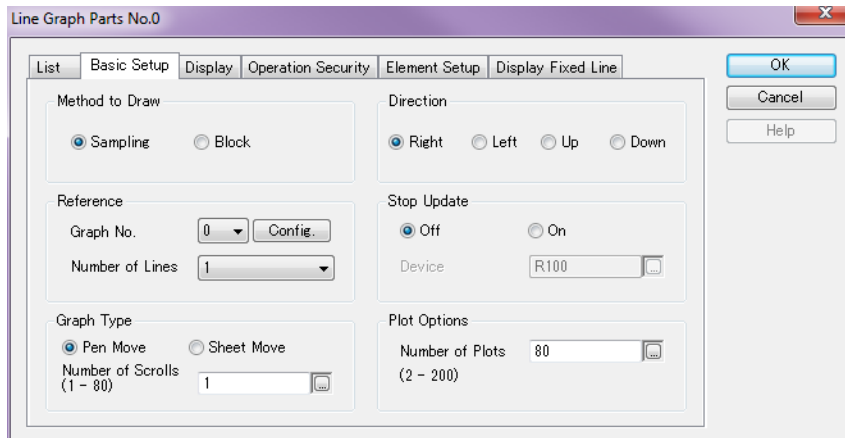 Line Graph Parts No.0
List Basic Setup Display Operation Security Element Setup Display Fixed Line
OK
Cancel
Help
Method to Draw
Sampling Block
Direction
Right Left Up Down
Reference
Graph No. 0 Config.
Number of Lines 1
Stop Update
Off On
Device R100 ...
Graph Type
Pen Move Sheet Move
Number of Scrolls
(1 - 80) 1 ...
Plot Options
Number of Plots 80 ...
(2 - 200)